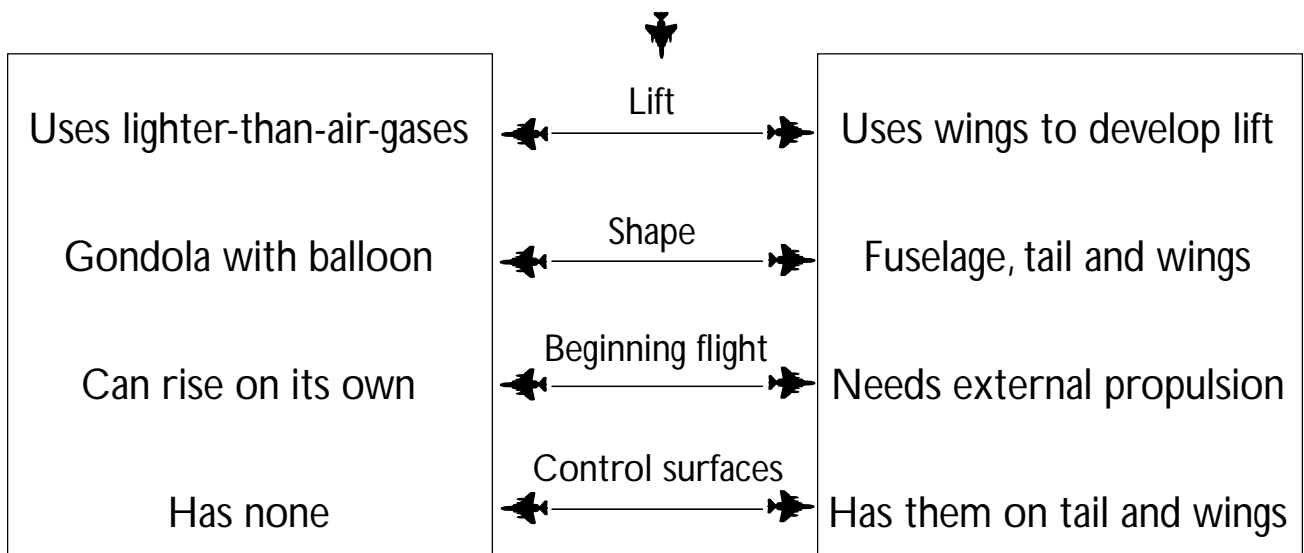 Lift
Uses lighter-than-air-gases
Uses wings to develop lift
Shape
Gondola with balloon
Fuselage, tail and wings
Beginning flight
Can rise on its own
Needs external propulsion
Control surfaces
Has none
Has them on tail and wings